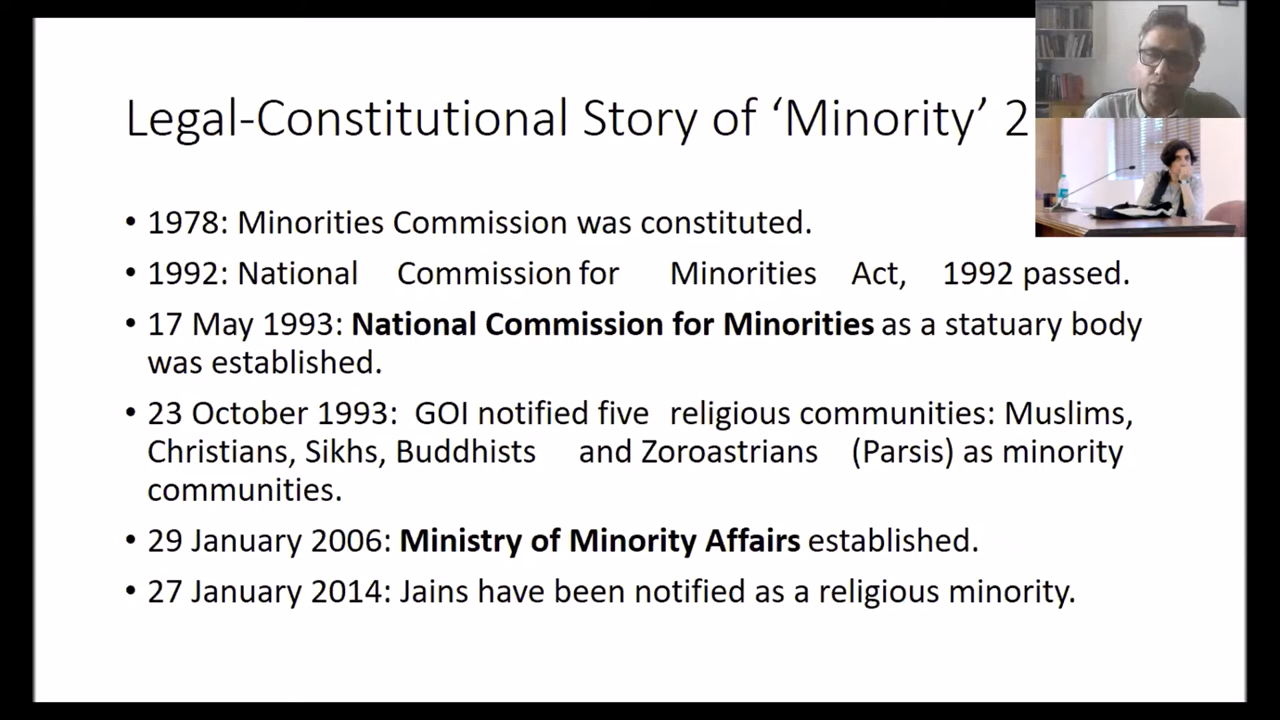 Legal-Constitutional Story of ‘Minority’ 2
• 1978: Minorities Commission was constituted.
• 1992: National Commission for Minorities Act, 1992 passed.
• 17 May 1993: National Commission for Minorities as a statuary body
was established.
• 23 October 1993: GOI notified five religious communities: Muslims,
Christians, Sikhs, Buddhists and Zoroastrians (Parsis) as minority
communities.
• 29 January 2006: Ministry of Minority Affairs established.
• 27 January 2014: Jains have been notified as a religious minority.